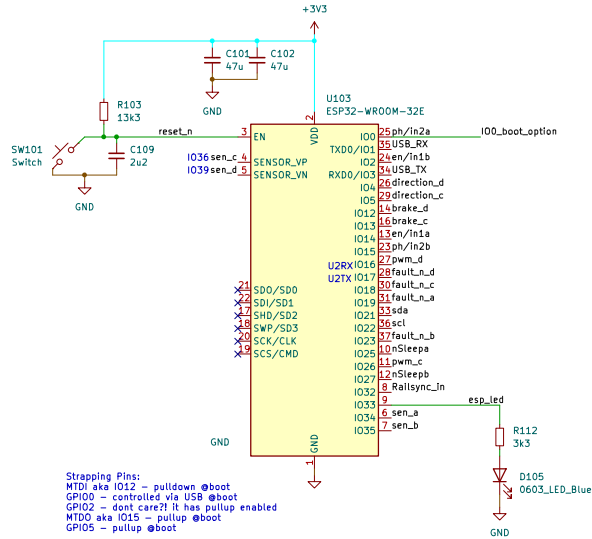 +3V3
C101
47u
C102
47u
GND
U103
ESP32-WROOM-32E
R103
13k3
reset_n
SW101
Switch
C109
2u2
GND
IO36 sen_c
IO39 sen_d
3 EN
4 SENSOR_VP
5 SENSOR_VN
2 VDD
21 SDO/SD0
22 SDI/SD1
17 SHD/SD2
18 SWP/SD3
20 SCK/CLK
19 SCS/CMD
IO0 25 ph/in2a IO0_boot_option
TXD0/IO1 35 USB_RX
IO2 24 en/in1b
RXD0/IO3 34 USB_TX
IO4 26 direction_d
IO5 29 direction_c
IO12 14 brake_d
IO13 16 brake_c
IO14 13 en/in1a
IO15 23 ph/in2b
U2RX IO16 27 pwm_d
U2TX IO17 28 fault_n_d
IO18 30 fault_n_c
IO19 31 fault_n_a
IO21 33 sda
IO22 36 scl
IO23 37 fault_n_b
IO25 10 nSleepa
IO26 11 pwm_c
IO27 12 nSleepb
IO32 8 Railsync_in
IO33 9 esp_led
IO34 6 sen_a
IO35 7 sen_b
GND
GND
1
R112
3k3
D105
0603_LED_Blue
GND
Strapping Pins:
MTDI aka IO12 - pulldown @boot
GPIO0 - controlled via USB @boot
GPIO2 - dont care?! it has pullup enabled
MTDO aka IO15 - pullup @boot
GPIO5 - pullup @boot